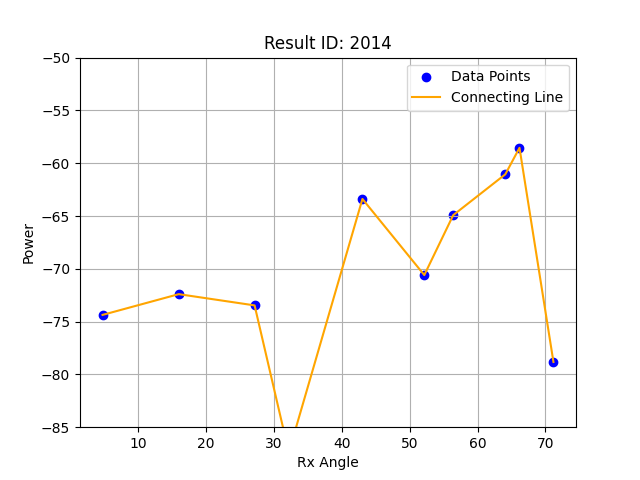 Result ID: 2014
Data Points
Connecting Line
Power
−50
−55
−60
−65
−70
−75
−80
−85
10 20 30 40 50 60 70
Rx Angle